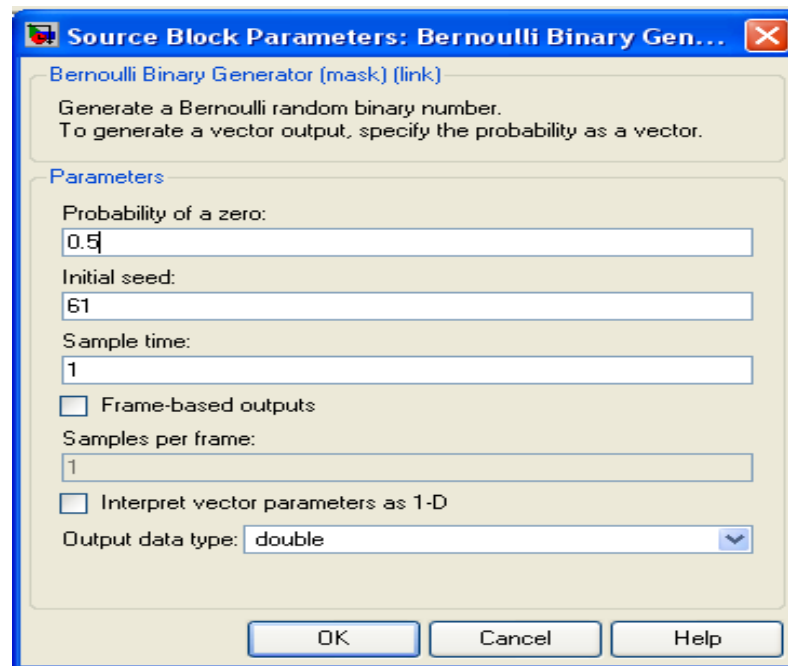 Source Block Parameters: Bernoulli Binary Gen...
Bernoulli Binary Generator (mask) (link)
Generate a Bernoulli random binary number.
To generate a vector output, specify the probability as a vector.
Parameters
Probability of a zero:
0.5
Initial seed:
61
Sample time:
1
Frame-based outputs
Samples per frame:
1
Interpret vector parameters as 1-D
Output data type: double
OK Cancel Help